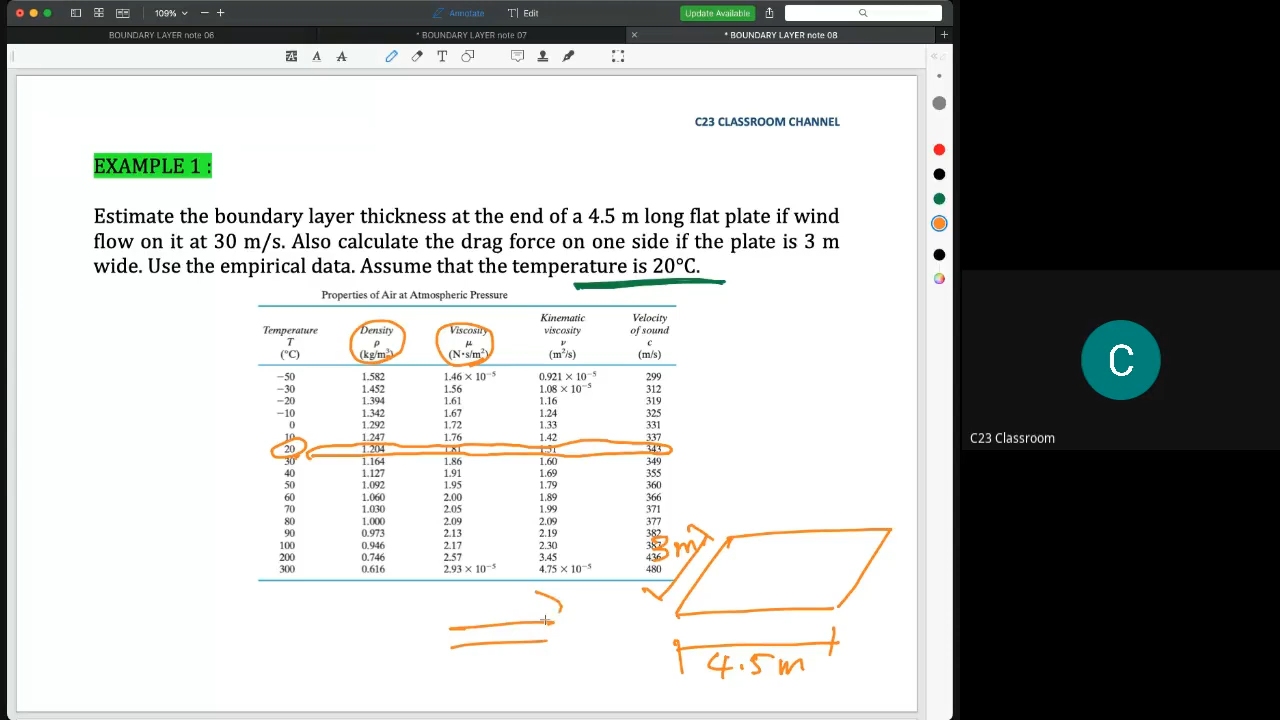 109%
Annotate
Edit
Update Available
BOUNDARY LAYER note 06
* BOUNDARY LAYER note 07
* BOUNDARY LAYER note 08
C23 CLASSROOM CHANNEL
EXAMPLE 1 :
Estimate the boundary layer thickness at the end of a 4.5 m long flat plate if wind
flow on it at 30 m/s. Also calculate the drag force on one side if the plate is 3 m
wide. Use the empirical data. Assume that the temperature is 20°C.
Properties of Air at Atmospheric Pressure
Temperature T (°C) Density ρ (kg/m³) Viscosity μ (N·s/m²) Kinematic viscosity ν (m²/s) Velocity of sound c (m/s)
−50 1.582 1.46 × 10⁻⁵ 0.921 × 10⁻⁵ 299
−30 1.452 1.56 1.08 × 10⁻⁵ 312
−20 1.394 1.61 1.16 319
−10 1.342 1.67 1.24 325
0 1.292 1.72 1.33 331
10 1.247 1.76 1.42 337
20 1.204 1.81 1.51 343
30 1.164 1.86 1.60 349
40 1.127 1.91 1.69 355
50 1.092 1.95 1.79 360
60 1.060 2.00 1.89 366
70 1.030 2.05 1.99 371
80 1.000 2.09 2.09 377
90 0.973 2.13 2.19 382
100 0.946 2.17 2.30 387
200 0.746 2.57 3.45 436
300 0.616 2.93 × 10⁻⁵ 4.75 × 10⁻⁵ 480
3 m
4.5 m
C
C23 Classroom